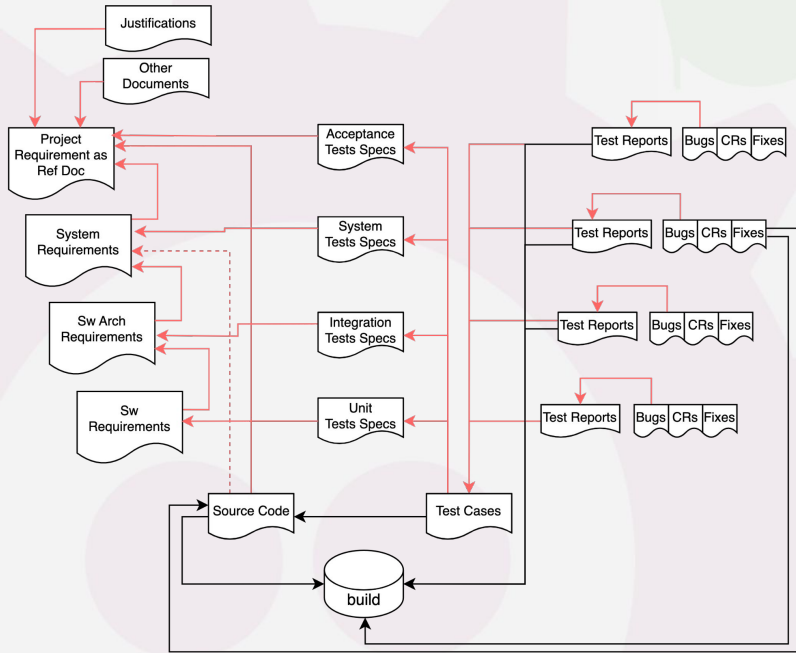 Justifications
Other
Documents
Project
Requirement as
Ref Doc
Acceptance
Tests Specs
Test Reports
Bugs
CRs
Fixes
System
Requirements
System
Tests Specs
Test Reports
Bugs
CRs
Fixes
Sw Arch
Requirements
Integration
Tests Specs
Test Reports
Bugs
CRs
Fixes
Sw
Requirements
Unit
Tests Specs
Test Reports
Bugs
CRs
Fixes
Source Code
Test Cases
build